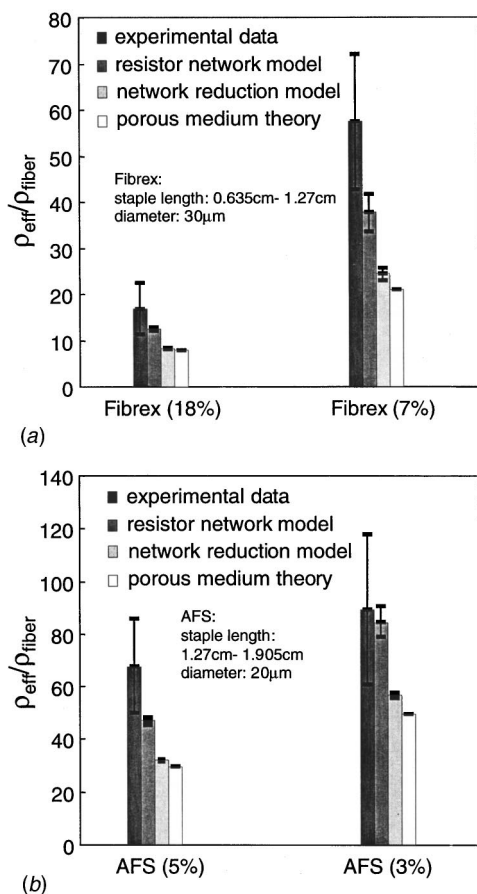 experimental data
resistor network model
network reduction model
porous medium theory
80
70
60
50
40
30
20
10
0
ρeff/ρfiber
Fibrex:
staple length: 0.635cm- 1.27cm
diameter: 30μm
Fibrex (18%)
Fibrex (7%)
(a)
140
120
100
80
60
40
20
0
ρeff/ρfiber
experimental data
resistor network model
network reduction model
porous medium theory
AFS:
staple length:
1.27cm- 1.905cm
diameter: 20μm
AFS (5%)
AFS (3%)
(b)